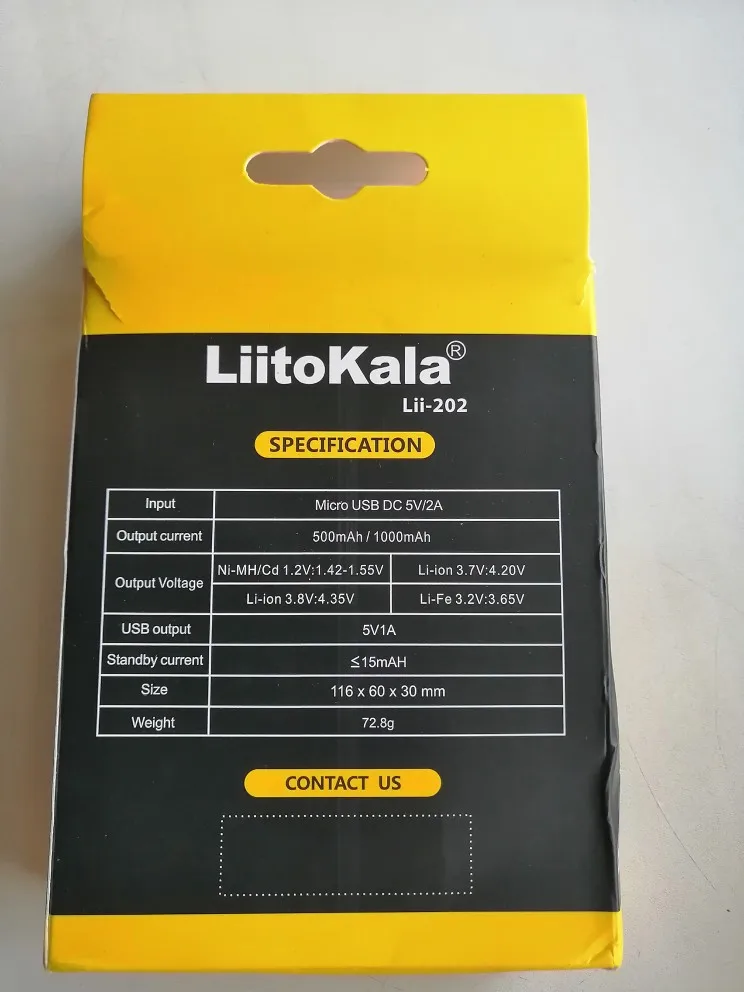 LiitoKala®
Lii-202
SPECIFICATION
Input Micro USB DC 5V/2A
Output current 500mAh / 1000mAh
Output Voltage Ni-MH/Cd 1.2V:1.42-1.55V Li-ion 3.7V:4.20V
Li-ion 3.8V:4.35V Li-Fe 3.2V:3.65V
USB output 5V1A
Standby current ≤15mAH
Size 116 x 60 x 30 mm
Weight 72.8g
CONTACT US